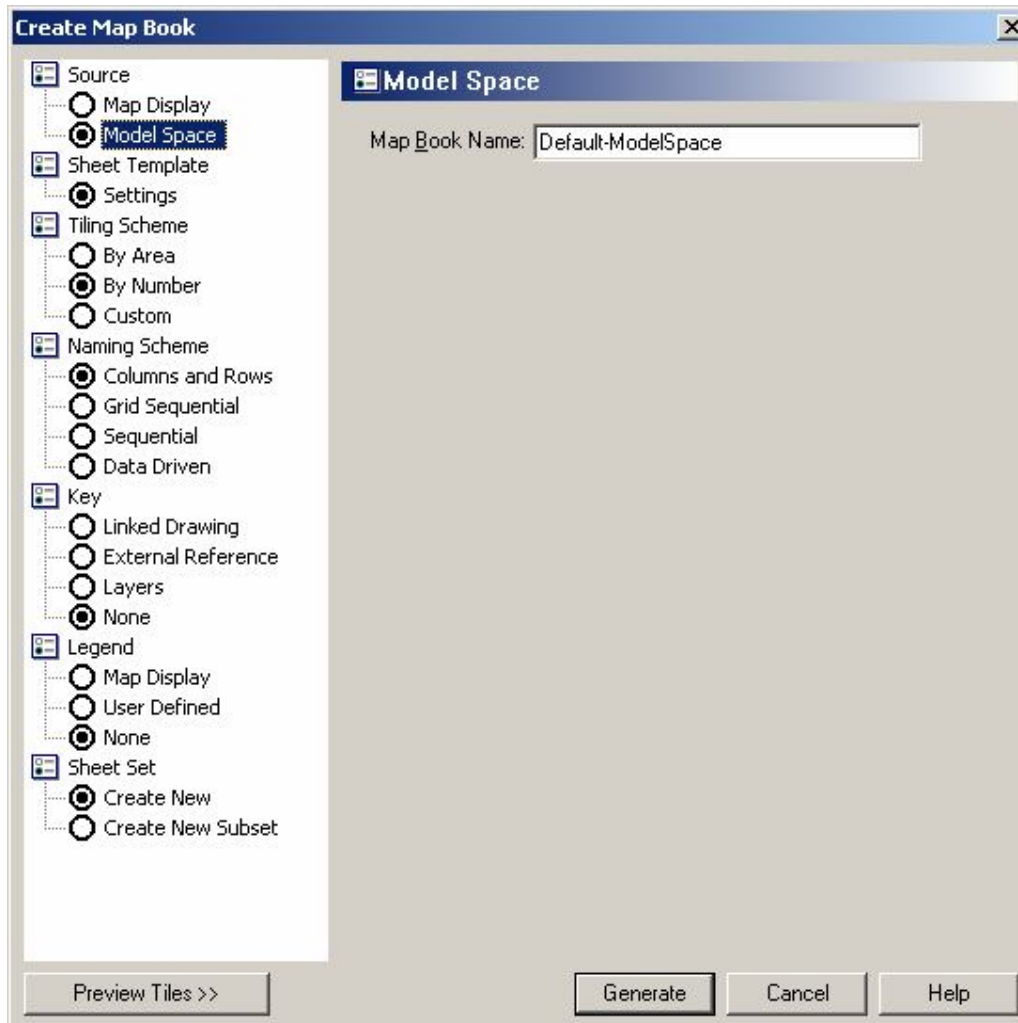 Create Map Book
Source
Map Display
Model Space
Sheet Template
Settings
Tiling Scheme
By Area
By Number
Custom
Naming Scheme
Columns and Rows
Grid Sequential
Sequential
Data Driven
Key
Linked Drawing
External Reference
Layers
None
Legend
Map Display
User Defined
None
Sheet Set
Create New
Create New Subset
Model Space
Map Book Name: Default-ModelSpace
Preview Tiles >> Generate Cancel Help